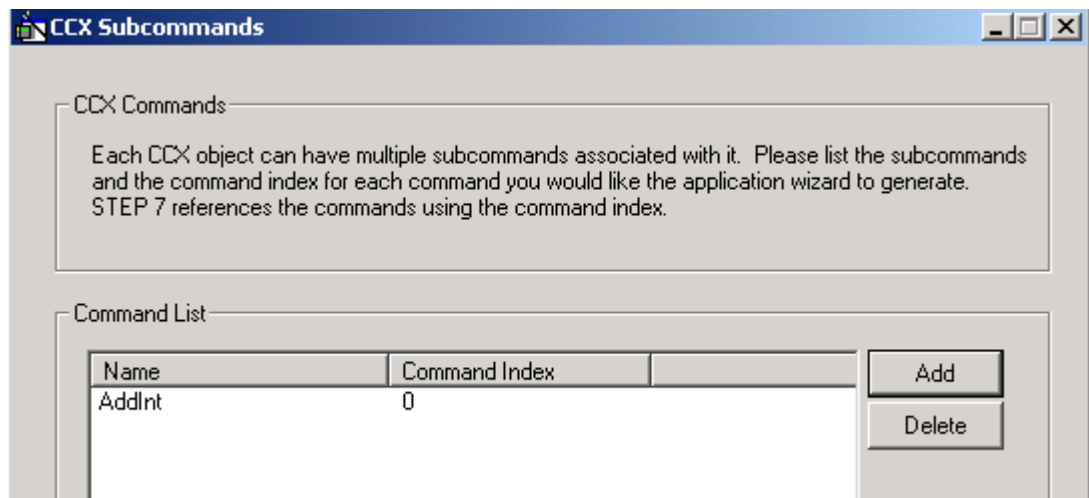 CCX Subcommands
CCX Commands
Each CCX object can have multiple subcommands associated with it. Please list the subcommands
and the command index for each command you would like the application wizard to generate.
STEP 7 references the commands using the command index.
Command List
Name Command Index
Add
AddInt 0
Delete